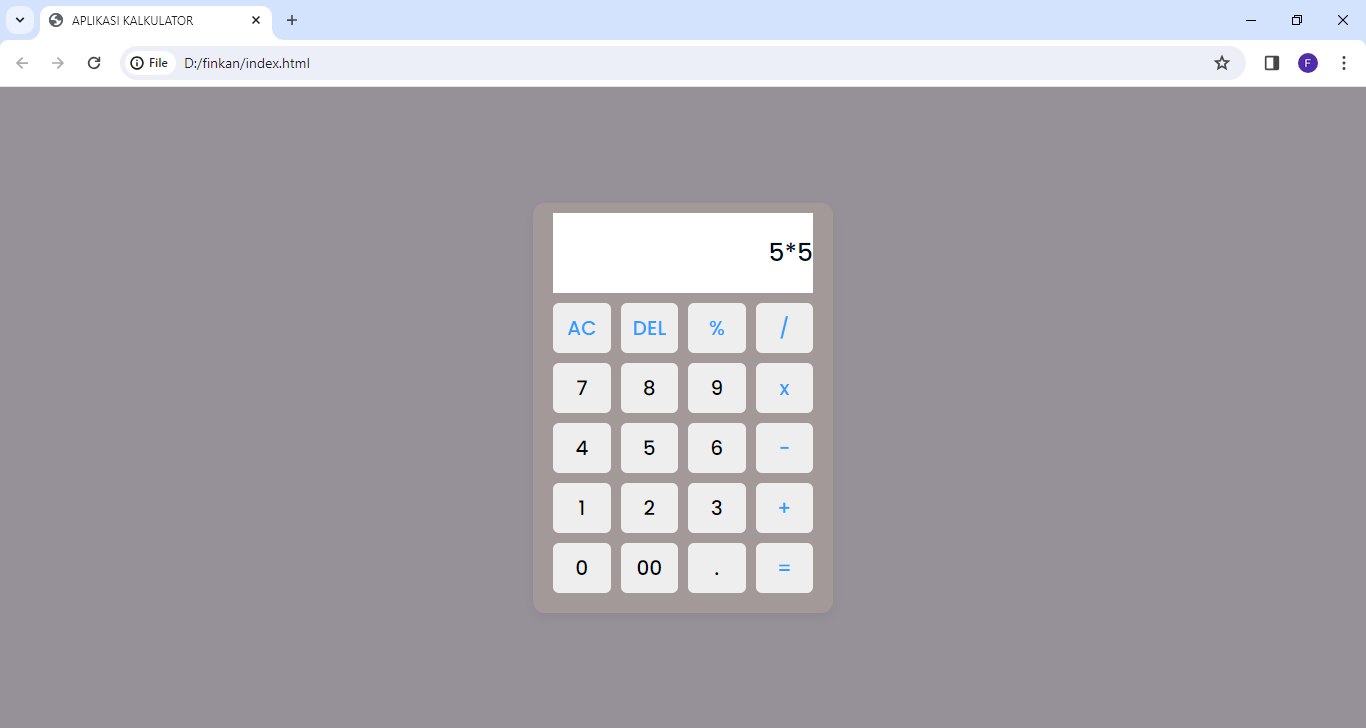 APLIKASI KALKULATOR
File D:/finkan/index.html F
5*5
AC DEL % /
7 8 9 x
4 5 6 -
1 2 3 +
0 00 . =